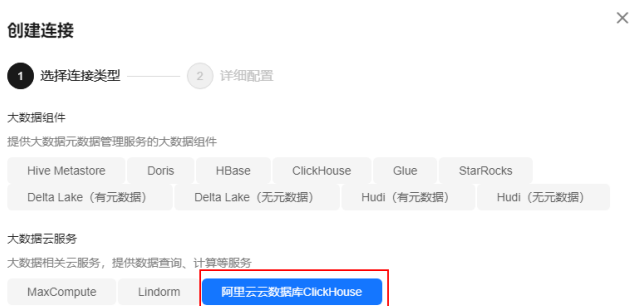 创建连接
1 选择连接类型 2 详细配置
大数据组件
提供大数据元数据管理服务的大数据组件
Hive Metastore Doris HBase ClickHouse Glue StarRocks
Delta Lake（有元数据） Delta Lake（无元数据） Hudi（有元数据） Hudi（无元数据）
大数据云服务
大数据相关云服务，提供数据查询、计算等服务
MaxCompute Lindorm 阿里云云数据库ClickHouse